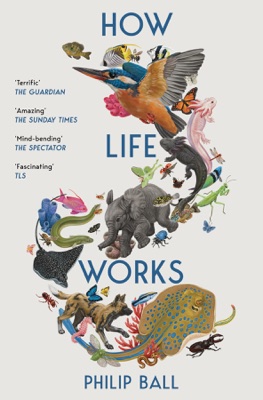 HOW
'Terrific'
THE GUARDIAN
'Amazing'
THE SUNDAY TIMES
'Mind-bending'
THE SPECTATOR
'Fascinating'
TLS
LIFE
WORKS
PHILIP BALL